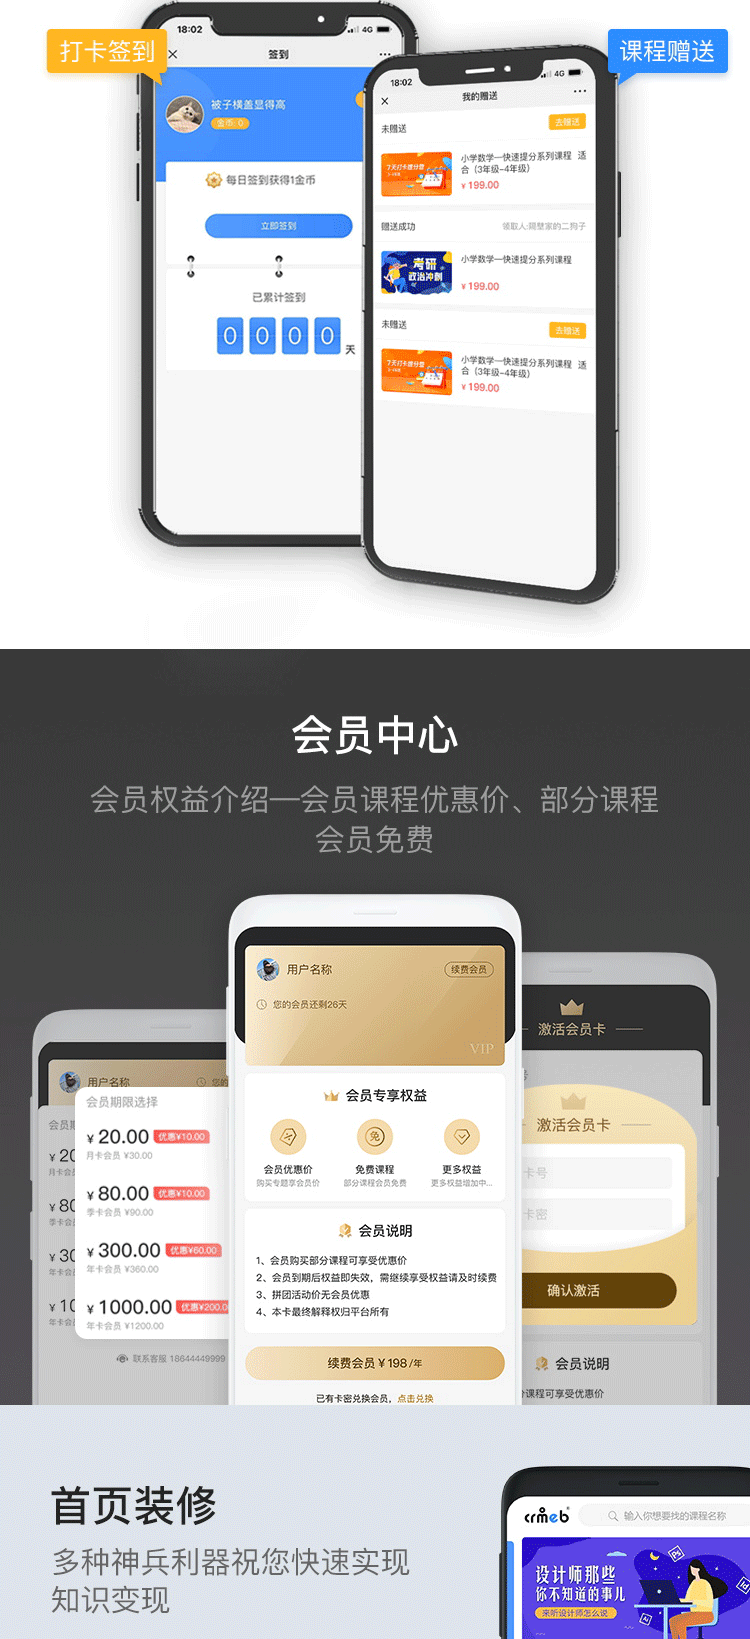 打卡签到
课程赠送
18:02
4G
签到
被子横盖显得高
金币: 0
每日签到获得1金币
立即签到
已累计签到
0 0 0 0 天
18:02
4G
我的赠送
未赠送
去赠送
小学数学一快速提分系列课程 适
合（3年级-4年级）
¥ 199.00
赠送成功
领取人:隔壁家的二狗子
考研
政治冲刺
小学数学一快速提分系列课程
¥ 199.00
未赠送
去赠送
小学数学一快速提分系列课程 适
合（3年级-4年级）
¥ 199.00
会员中心
会员权益介绍—会员课程优惠价、部分课程
会员免费
用户名称
续费会员
您的会员还剩26天
VIP
会员专享权益
免
会员优惠价
免费课程
更多权益
购买专题享会员价
部分课程会员免费
更多权益增加中...
会员说明
1、会员购买部分课程可享受优惠价
2、会员到期后权益即失效，需继续享受权益请及时续费
3、拼团活动价无会员优惠
4、本卡最终解释权归平台所有
续费会员 ¥ 198 /年
已有卡密兑换会员，点击兑换
用户名称
您的
会员期限选择
¥ 20.00 优惠¥10.00
月卡会员 ¥30.00
¥ 80.00 优惠¥10.00
季卡会员 ¥90.00
¥ 300.00 优惠¥60.00
年卡会员 ¥360.00
¥ 1000.00 优惠¥200.0
年卡会员 ¥1200.00
联系客服 18644449999
激活会员卡
激活会员卡
卡号
卡密
确认激活
会员说明
课程可享受优惠价
首页装修
多种神兵利器祝您快速实现
知识变现
crmeb
输入你想要找的课程名称
设计师那些
你不知道的事儿
来听设计师怎么说
Ps
Ai